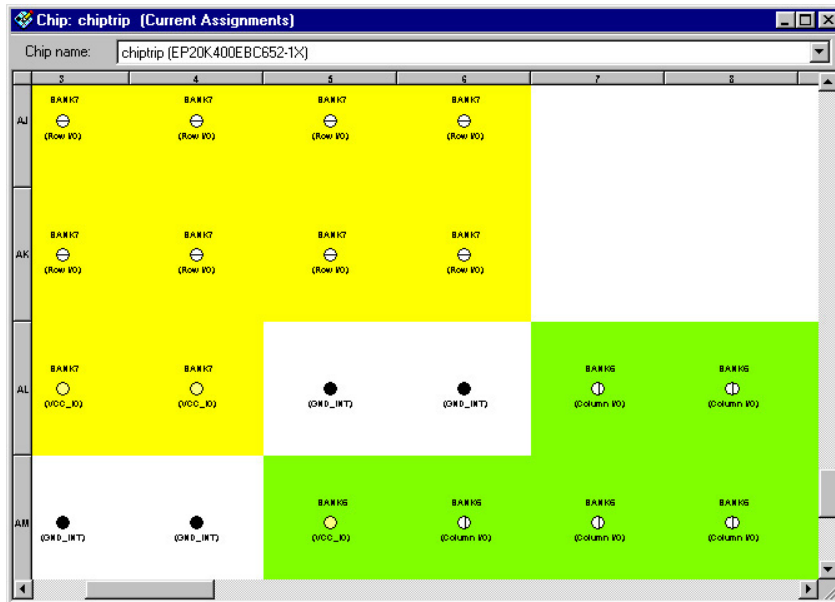 Chip: chiptrip (Current Assignments)
Chip name: chiptrip (EP20K400EBC652-1X)
3 4 5 6 7 8
BANK7 BANK7 BANK7 BANK7
AJ
(Row I/O) (Row I/O) (Row I/O) (Row I/O)
BANK7 BANK7 BANK7 BANK7
AK
(Row I/O) (Row I/O) (Row I/O) (Row I/O)
BANK7 BANK7 BANK6 BANK6
AL
(VCC_IO) (VCC_IO) (GND_INT) (GND_INT) (Column I/O) (Column I/O)
BANK6 BANK6 BANK6 BANK6
AM
(GND_INT) (GND_INT) (VCC_IO) (Column I/O) (Column I/O) (Column I/O)